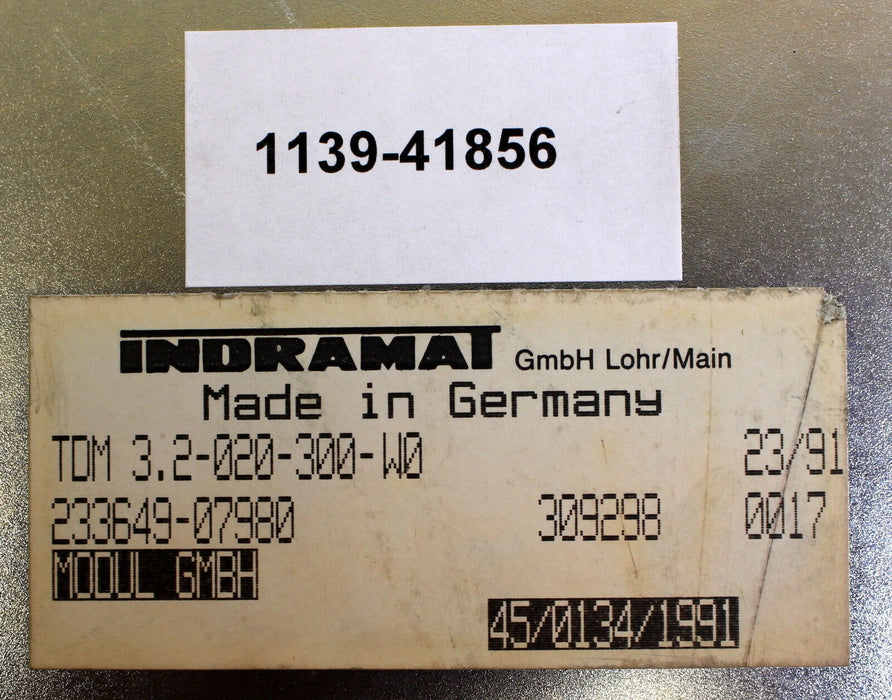 1139-41856
INDRAMAT GmbH Lohr/Main
Made in Germany
TDM 3.2-020-300-W0 23/91
233649-07980 309298 0017
MODUL GMBH
45/0134/1991